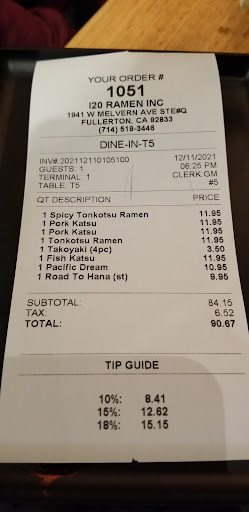 YOUR ORDER #
1051
I20 RAMEN INC
1941 W MELVERN AVE STE#Q
FULLERTON, CA 92833
(714) 519-3446
DINE-IN-T5
INV#:202112110105100 12/11/2021
GUESTS: 1 06:25 PM
TERMINAL: 1 CLERK:GM
TABLE: T5 #5
QT DESCRIPTION PRICE
1 Spicy Tonkotsu Ramen 11.95
1 Pork Katsu 11.95
1 Pork Katsu 11.95
1 Tonkotsu Ramen 11.95
1 Takoyaki (4pc) 3.50
1 Fish Katsu 11.95
1 Pacific Dream 10.95
1 Road To Hana (st) 9.95
SUBTOTAL: 84.15
TAX: 6.52
TOTAL: 90.67
TIP GUIDE
10%: 8.41
15%: 12.62
18%: 15.15